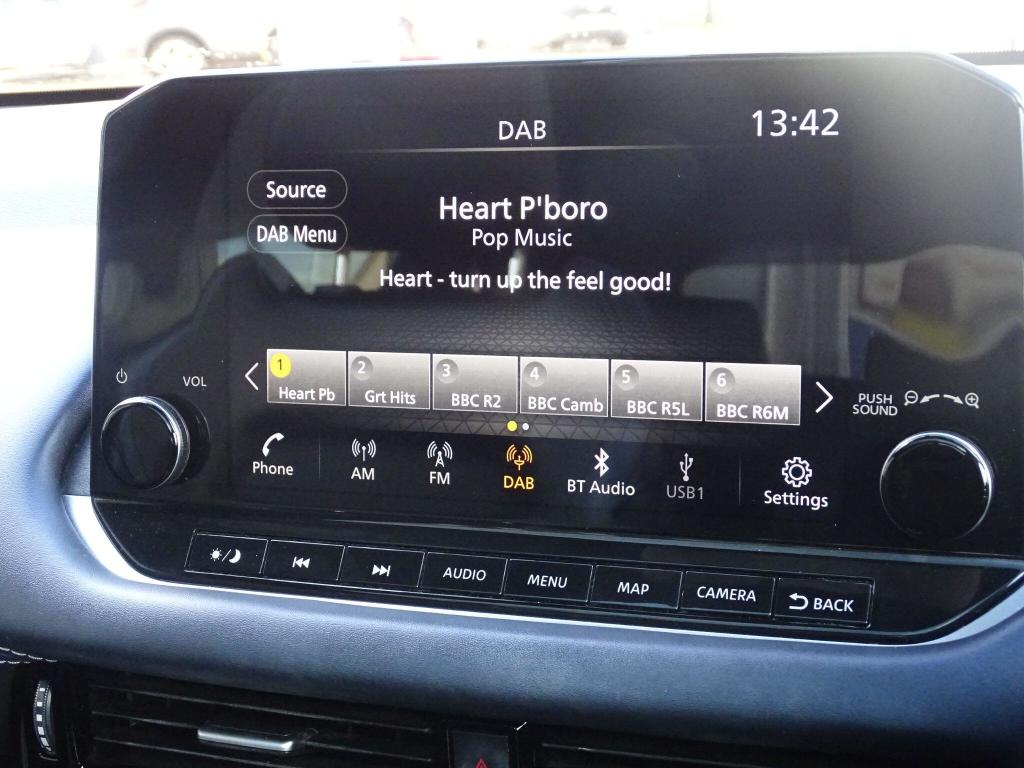 DAB
13:42
Source
DAB Menu
Heart P'boro
Pop Music
Heart - turn up the feel good!
1
Heart Pb
2
Grt Hits
3
BBC R2
4
BBC Camb
5
BBC R5L
6
BBC R6M
VOL
PUSH
SOUND
Phone
AM
FM
DAB
BT Audio
USB1
Settings
AUDIO
MENU
MAP
CAMERA
BACK